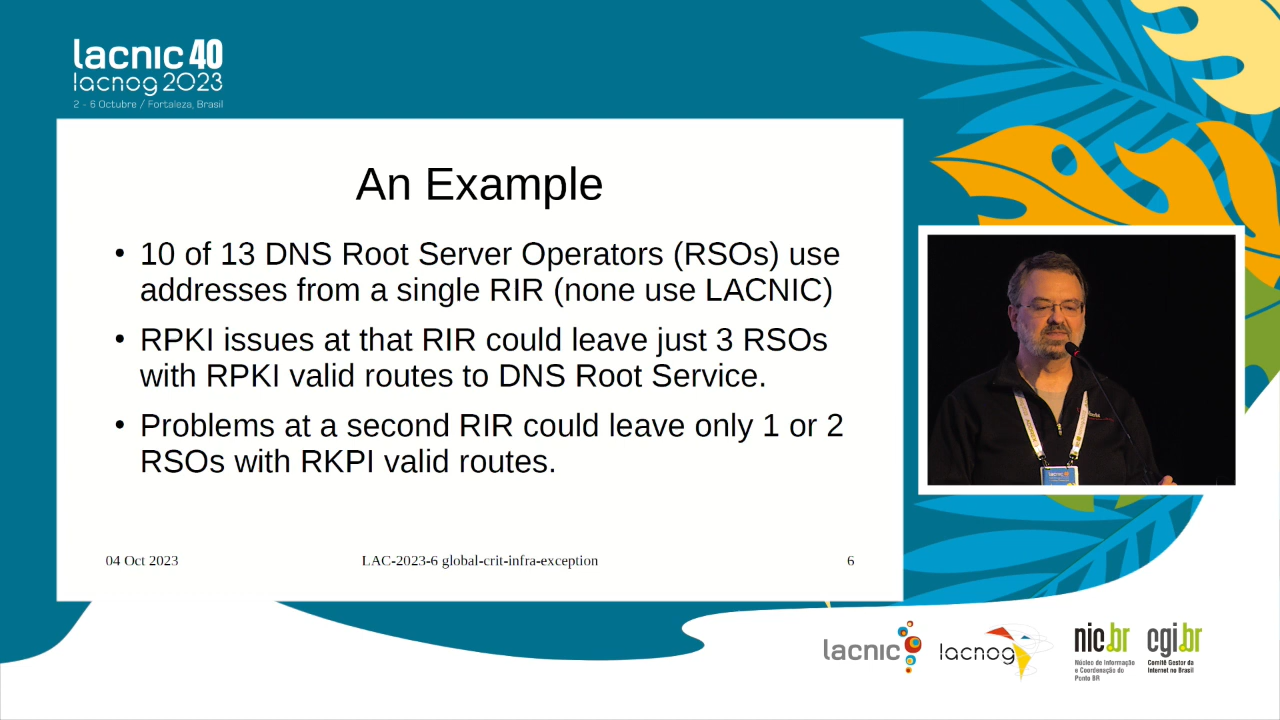 lacnic 40
lacnog 2023
2 - 6 Octubre / Fortaleza, Brasil
An Example
• 10 of 13 DNS Root Server Operators (RSOs) use
addresses from a single RIR (none use LACNIC)
• RPKI issues at that RIR could leave just 3 RSOs
with RPKI valid routes to DNS Root Service.
• Problems at a second RIR could leave only 1 or 2
RSOs with RKPI valid routes.
04 Oct 2023
LAC-2023-6 global-crit-infra-exception
6
lacnic 40
lacnic
lacnog
nic.br
Núcleo de Informação
e Coordenação do
Ponto BR
cgi.br
Comitê Gestor da
Internet no Brasil